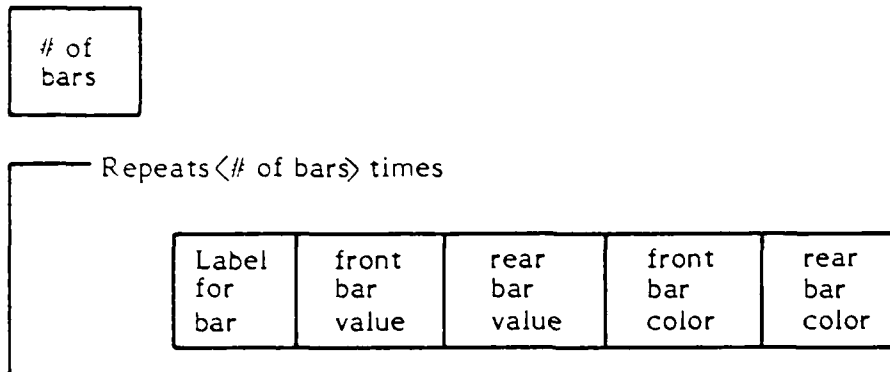 # of
bars
Repeats <# of bars> times
Label front rear front rear
for bar bar bar bar
bar value value color color